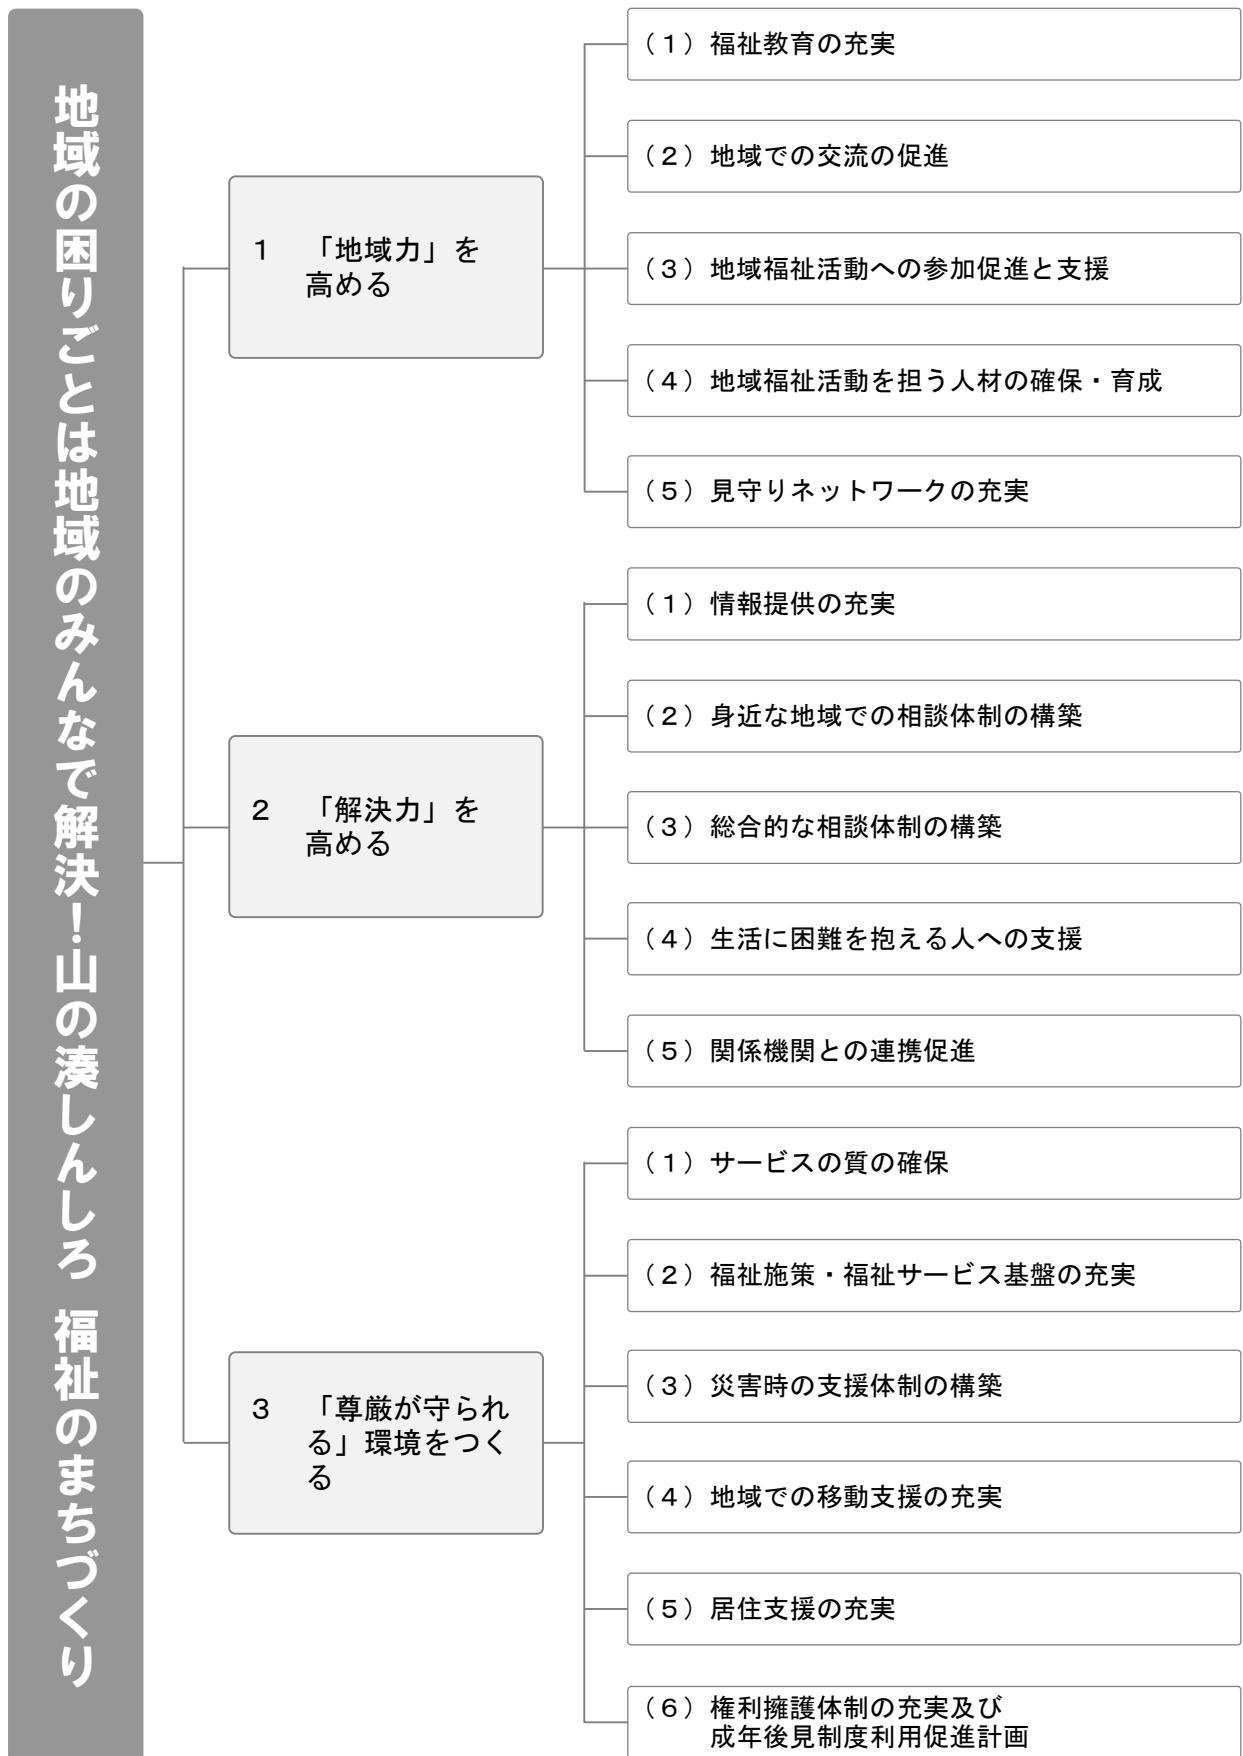 地域の困りごとは地域のみんなで解決！山の湊しんしろ 福祉のまちづくり
１ 「地域力」を
高める
（１）福祉教育の充実
（２）地域での交流の促進
（３）地域福祉活動への参加促進と支援
（４）地域福祉活動を担う人材の確保・育成
（５）見守りネットワークの充実
２ 「解決力」を
高める
（１）情報提供の充実
（２）身近な地域での相談体制の構築
（３）総合的な相談体制の構築
（４）生活に困難を抱える人への支援
（５）関係機関との連携促進
３ 「尊厳が守られ
る」環境をつく
る
（１）サービスの質の確保
（２）福祉施策・福祉サービス基盤の充実
（３）災害時の支援体制の構築
（４）地域での移動支援の充実
（５）居住支援の充実
（６）権利擁護体制の充実及び
成年後見制度利用促進計画